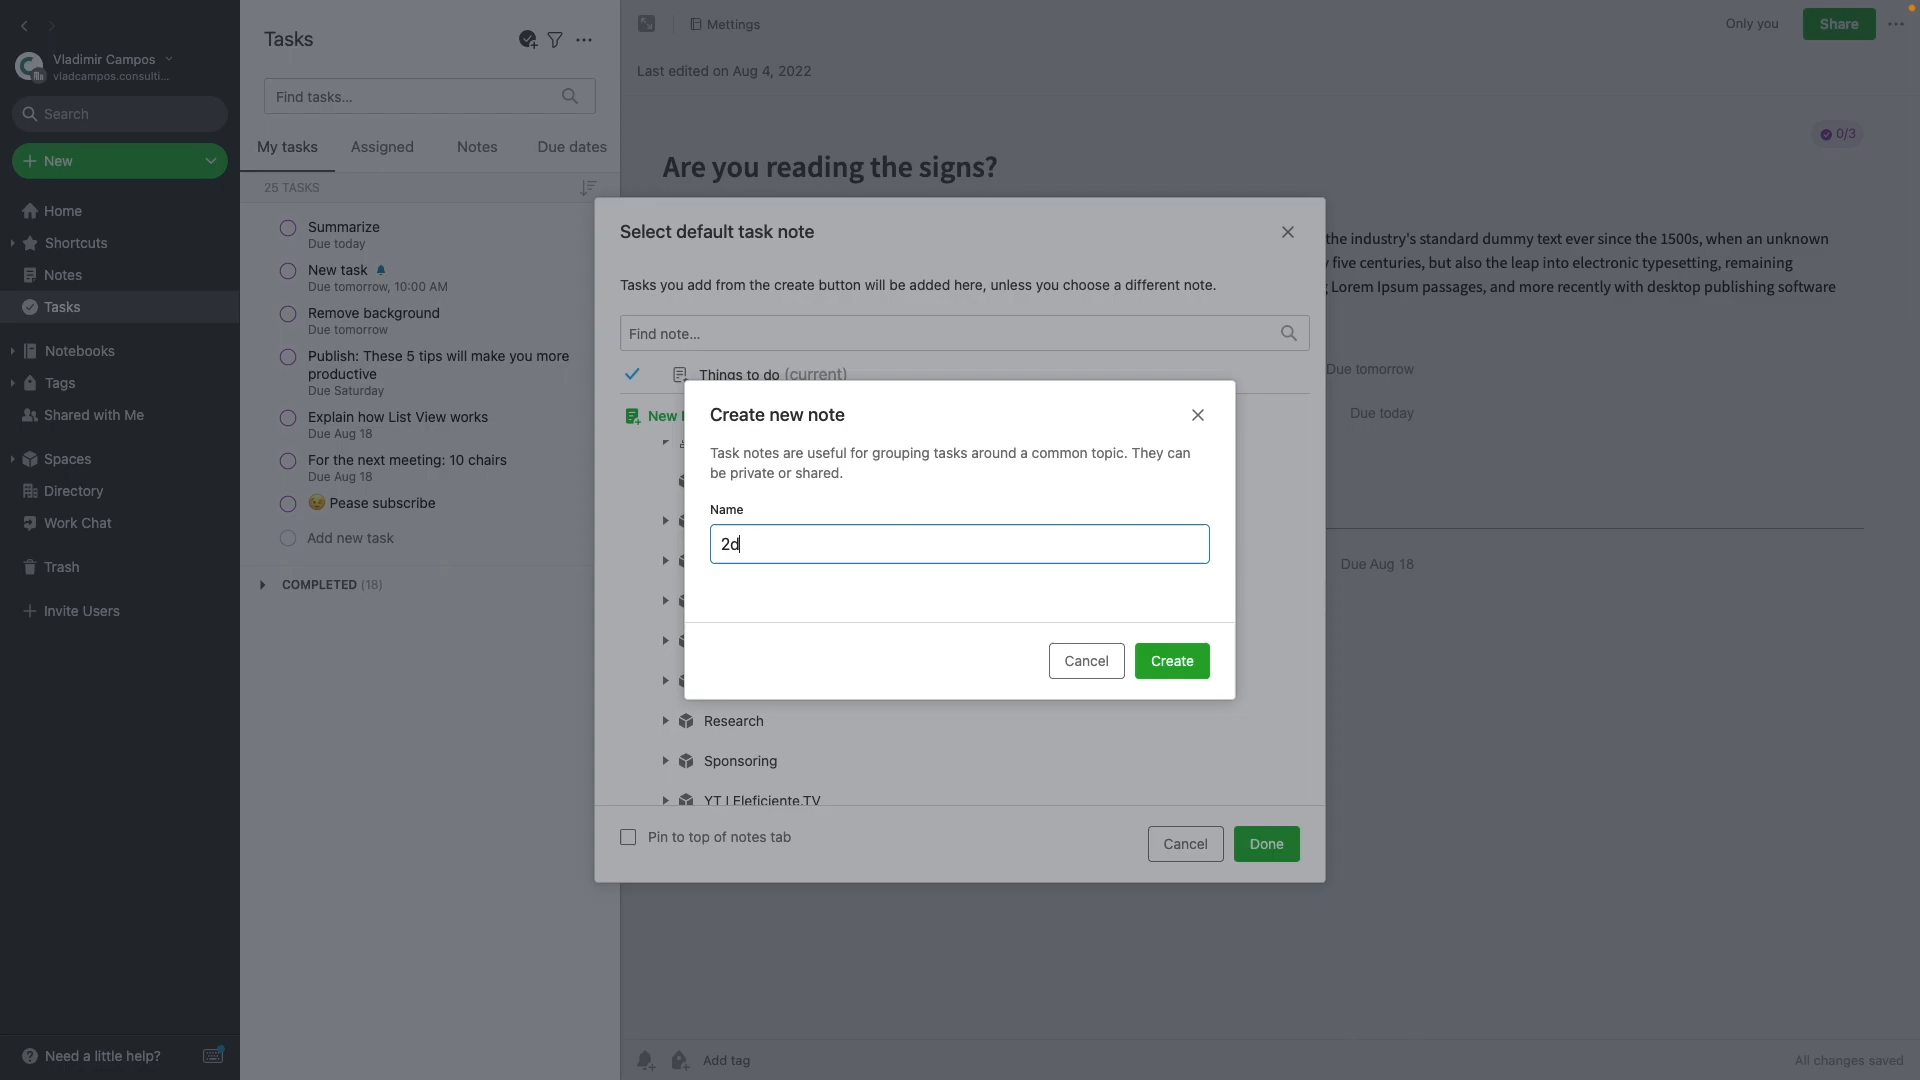 Vladimir Campos
vladcampos.consulti...
Search
New
Home
Shortcuts
Notes
Tasks
Notebooks
Tags
Shared with Me
Spaces
Directory
Work Chat
Trash
Invite Users
Need a little help?
Tasks
Find tasks...
My tasks Assigned Notes Due dates
25 TASKS
Summarize
Due today
New task
Due tomorrow, 10:00 AM
Remove background
Due tomorrow
Publish: These 5 tips will make you more
productive
Due Saturday
Explain how List View works
Due Aug 18
For the next meeting: 10 chairs
Due Aug 18
😉 Pease subscribe
Add new task
COMPLETED (18)
Mettings
Only you
Share
Last edited on Aug 4, 2022
0/3
Are you reading the signs?
the industry's standard dummy text ever since the 1500s, when an unknown
five centuries, but also the leap into electronic typesetting, remaining
Lorem Ipsum passages, and more recently with desktop publishing software
Due tomorrow
Due today
Due Aug 18
Select default task note
Tasks you add from the create button will be added here, unless you choose a different note.
Find note...
Things to do (current)
New
Create new note
Task notes are useful for grouping tasks around a common topic. They can
be private or shared.
Name
2d
Cancel Create
Research
Sponsoring
YT | Eleficiente.TV
Pin to top of notes tab
Cancel Done
Add tag
All changes saved